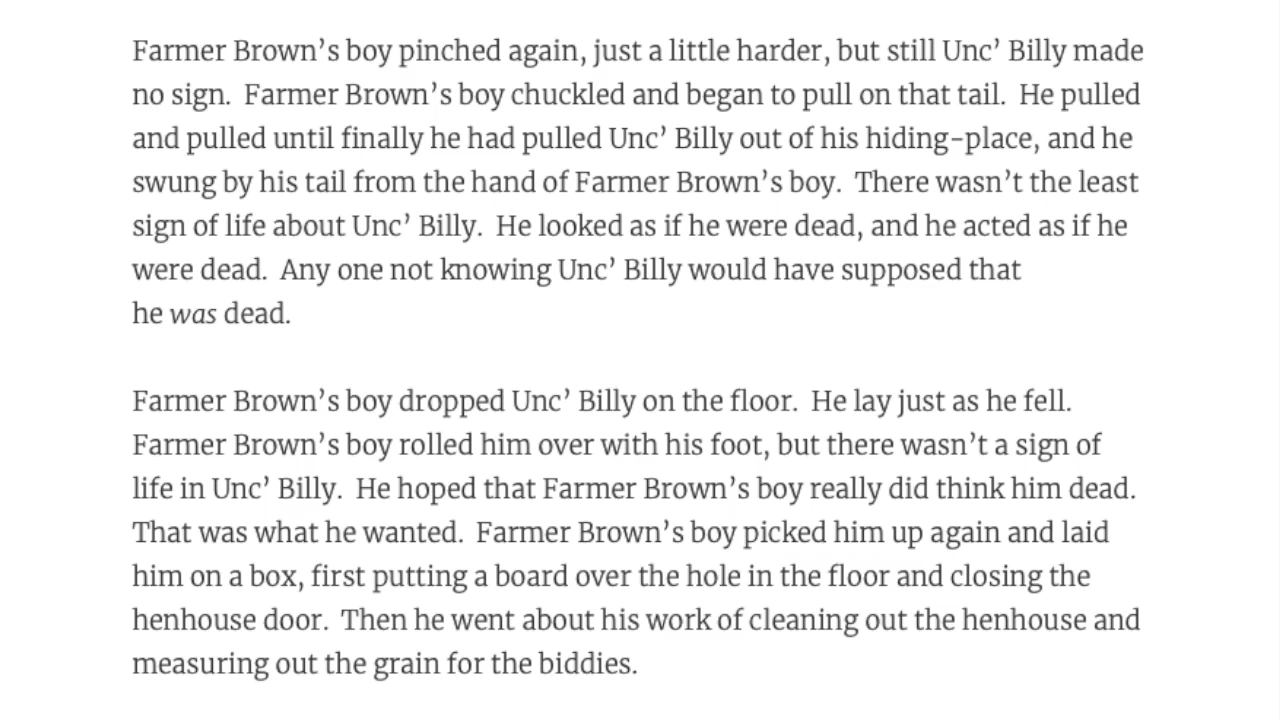 Farmer Brown’s boy pinched again, just a little harder, but still Unc’ Billy made
no sign.  Farmer Brown’s boy chuckled and began to pull on that tail.  He pulled
and pulled until finally he had pulled Unc’ Billy out of his hiding-place, and he
swung by his tail from the hand of Farmer Brown’s boy.  There wasn’t the least
sign of life about Unc’ Billy.  He looked as if he were dead, and he acted as if he
were dead.  Any one not knowing Unc’ Billy would have supposed that
he was dead.
Farmer Brown’s boy dropped Unc’ Billy on the floor.  He lay just as he fell.
Farmer Brown’s boy rolled him over with his foot, but there wasn’t a sign of
life in Unc’ Billy.  He hoped that Farmer Brown’s boy really did think him dead.
That was what he wanted.  Farmer Brown’s boy picked him up again and laid
him on a box, first putting a board over the hole in the floor and closing the
henhouse door.  Then he went about his work of cleaning out the henhouse and
measuring out the grain for the biddies.